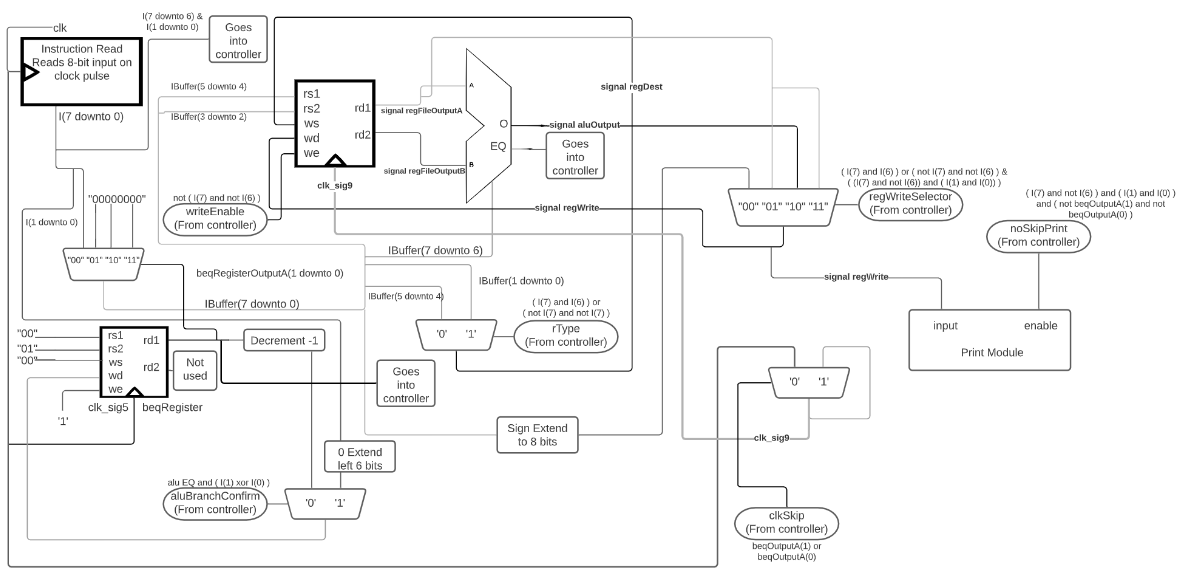 clk
Instruction Read
Reads 8-bit input on
clock pulse
I(7 downto 0)
I(7 downto 6) &
I(1 downto 0)
Goes
into
controller
IBuffer(5 downto 4)
IBuffer(3 downto 2)
rs1
rs2
ws
wd
we
rd1
rd2
clk_sig9
signal regFileOutputA
signal regFileOutputB
A
B
O
EQ
signal regDest
signal aluOutput
Goes
into
controller
not ( I(7) and not I(6) )
writeEnable
(From controller)
signal regWrite
"00" "01" "10" "11"
( I(7) and I(6) ) or ( not I(7) and not I(6) ) &
( (I(7) and not I(6)) and ( I(1) and I(0)) )
regWriteSelector
(From controller)
( I(7) and not I(6) ) and ( I(1) and I(0) )
and ( not beqOutputA(1) and not
beqOutputA(0) )
noSkipPrint
(From controller)
signal regWrite
input
enable
Print Module
"00000000"
I(1 downto 0)
"00" "01" "10" "11"
beqRegisterOutputA(1 downto 0)
IBuffer(7 downto 0)
IBuffer(7 downto 6)
IBuffer(1 downto 0)
IBuffer(5 downto 4)
'0' '1'
( I(7) and I(6) ) or
( not I(7) and not I(7) )
rType
(From controller)
"00"
"01"
"00"
rs1
rs2
ws
wd
we
rd1
rd2
'1'
clk_sig5
beqRegister
Not
used
Decrement -1
Goes
into
controller
Sign Extend
to 8 bits
0 Extend
left 6 bits
alu EQ and ( I(1) xor I(0) )
aluBranchConfirm
(From controller)
'0' '1'
'0' '1'
clk_sig9
clkSkip
(From controller)
beqOutputA(1) or
beqOutputA(0)